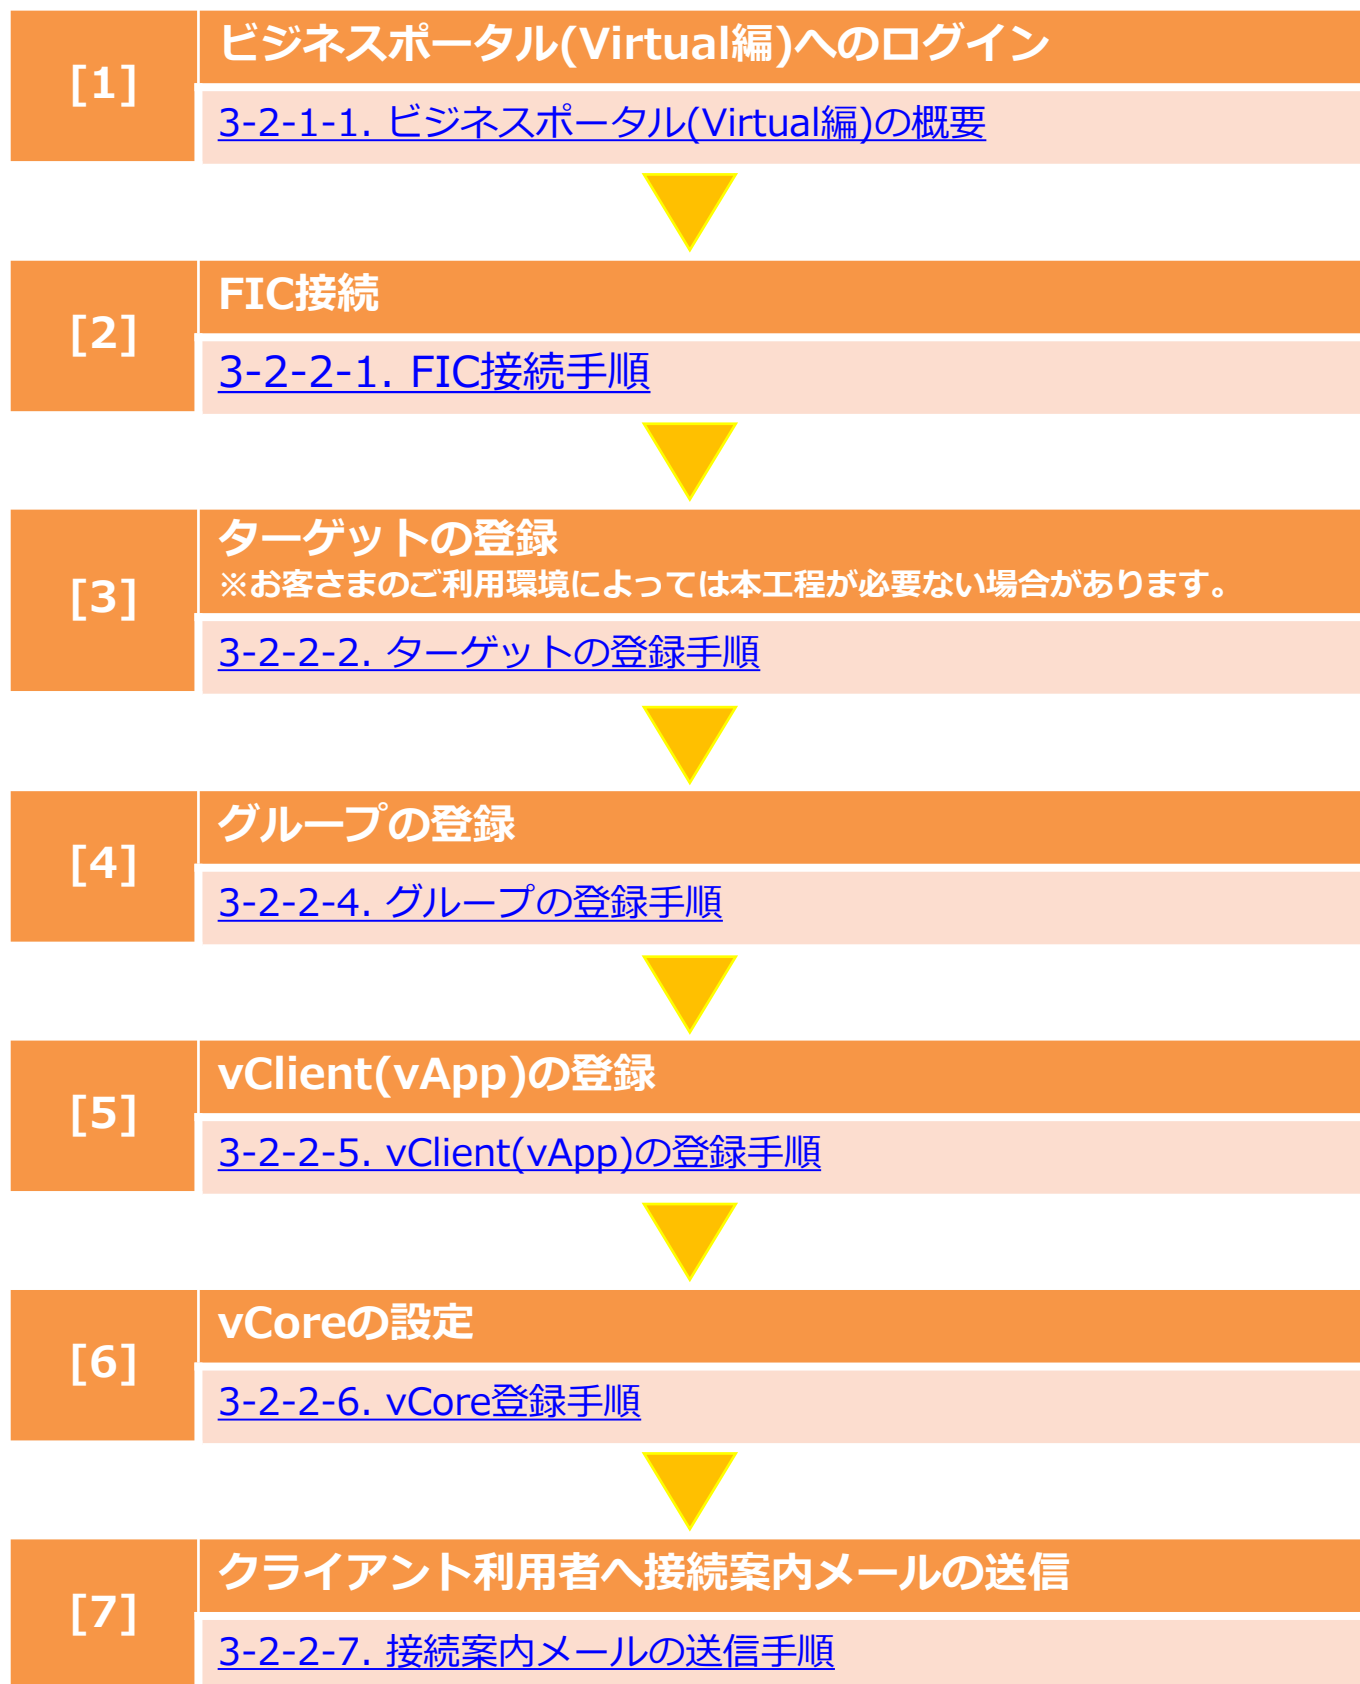 [1]
ビジネスポータル(Virtual編)へのログイン
3-2-1-1. ビジネスポータル(Virtual編)の概要
[2]
FIC接続
3-2-2-1. FIC接続手順
[3]
ターゲットの登録
※お客さまのご利用環境によっては本工程が必要ない場合があります。
3-2-2-2. ターゲットの登録手順
[4]
グループの登録
3-2-2-4. グループの登録手順
[5]
vClient(vApp)の登録
3-2-2-5. vClient(vApp)の登録手順
[6]
vCoreの設定
3-2-2-6. vCore登録手順
[7]
クライアント利用者へ接続案内メールの送信
3-2-2-7. 接続案内メールの送信手順